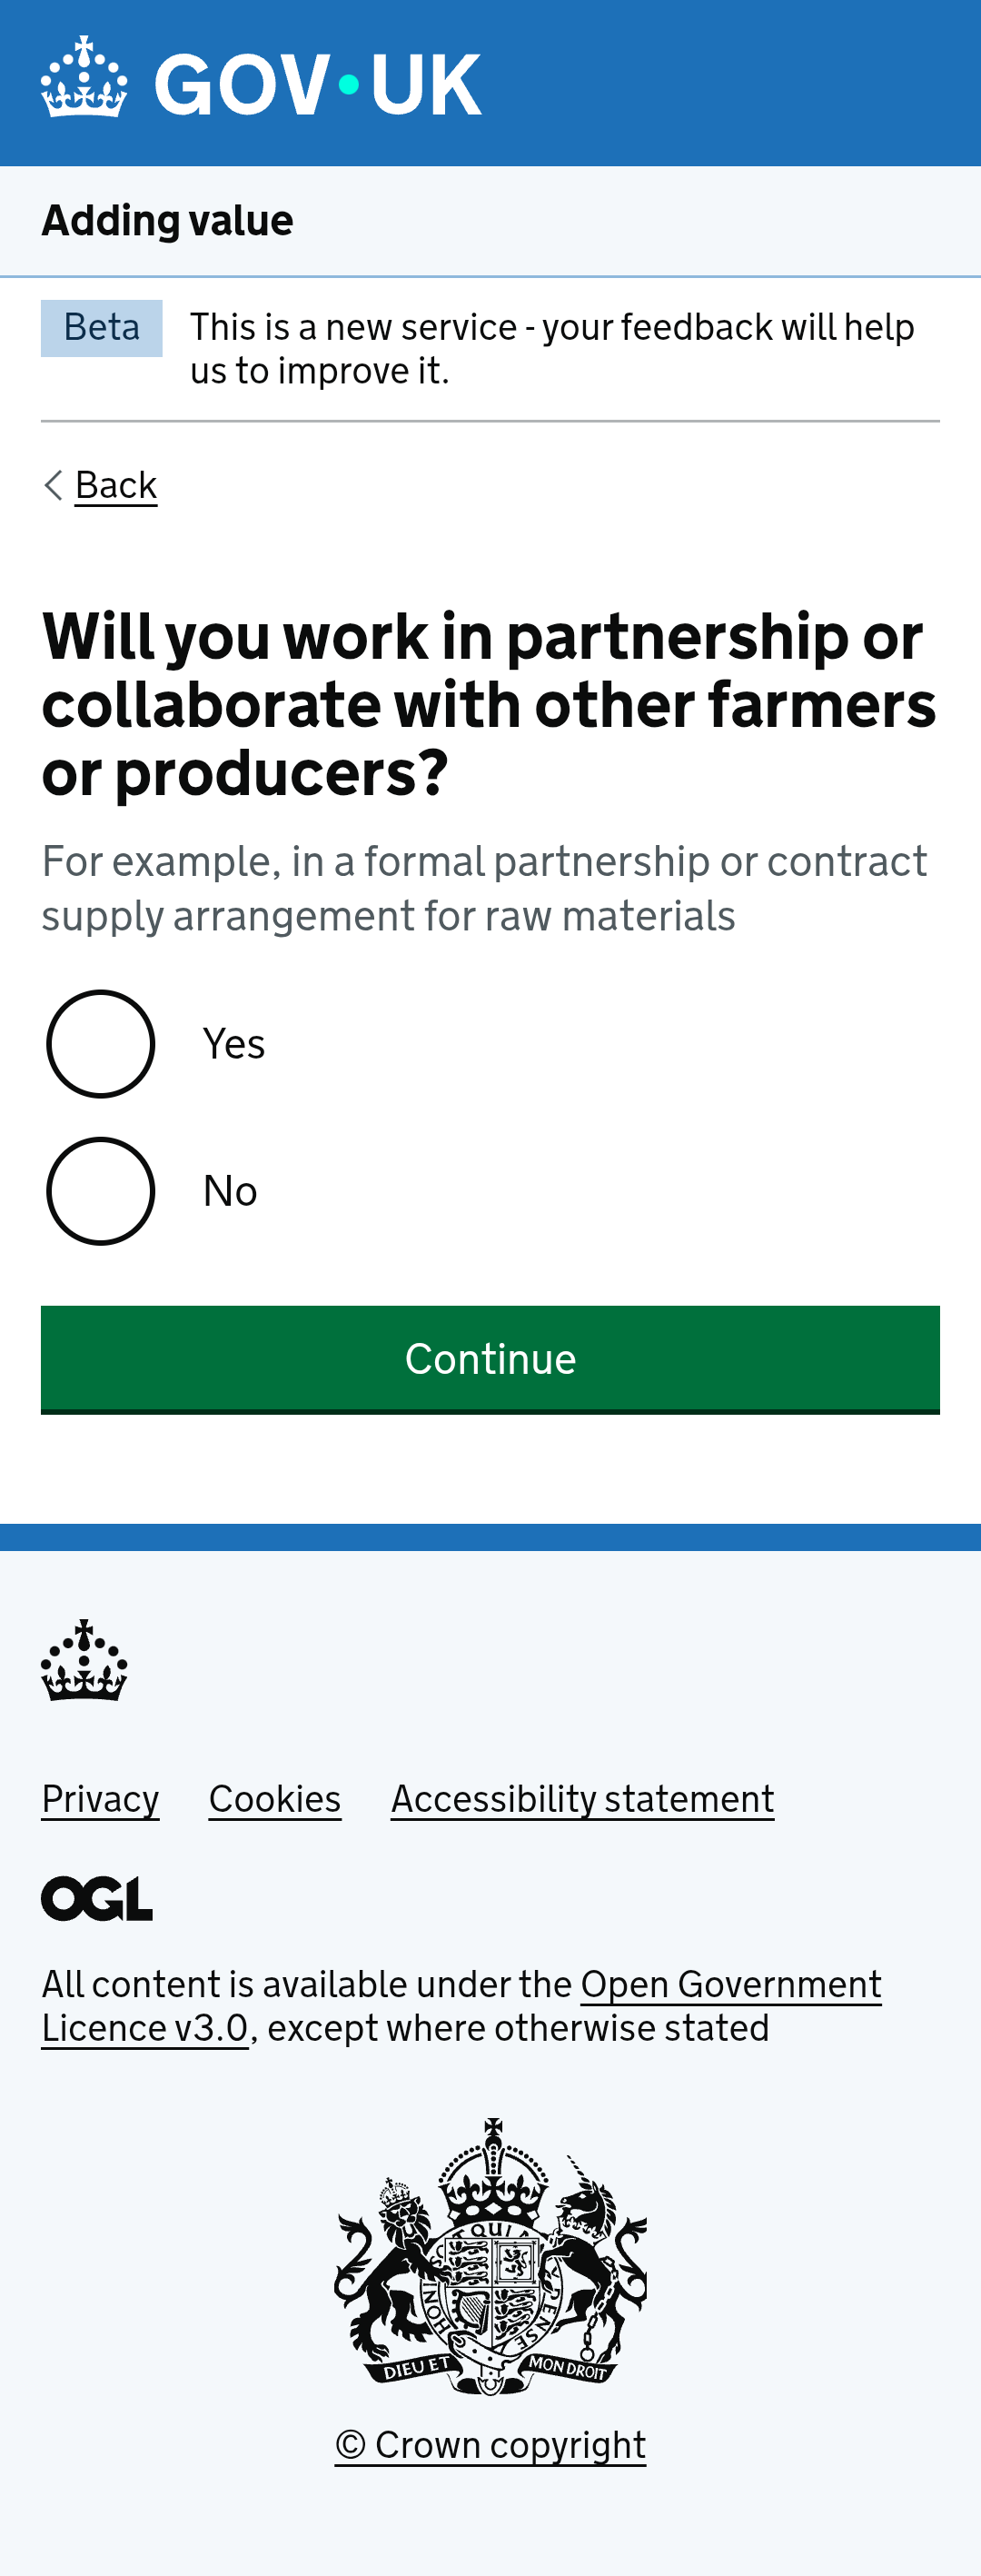 GOV·UK
Adding value
Beta
This is a new service - your feedback will help
us to improve it.
Back
Will you work in partnership or
collaborate with other farmers
or producers?
For example, in a formal partnership or contract
supply arrangement for raw materials
Yes
No
Continue
Privacy Cookies Accessibility statement
OGL
All content is available under the Open Government
Licence v3.0, except where otherwise stated
DIEU ET MON DROIT
© Crown copyright